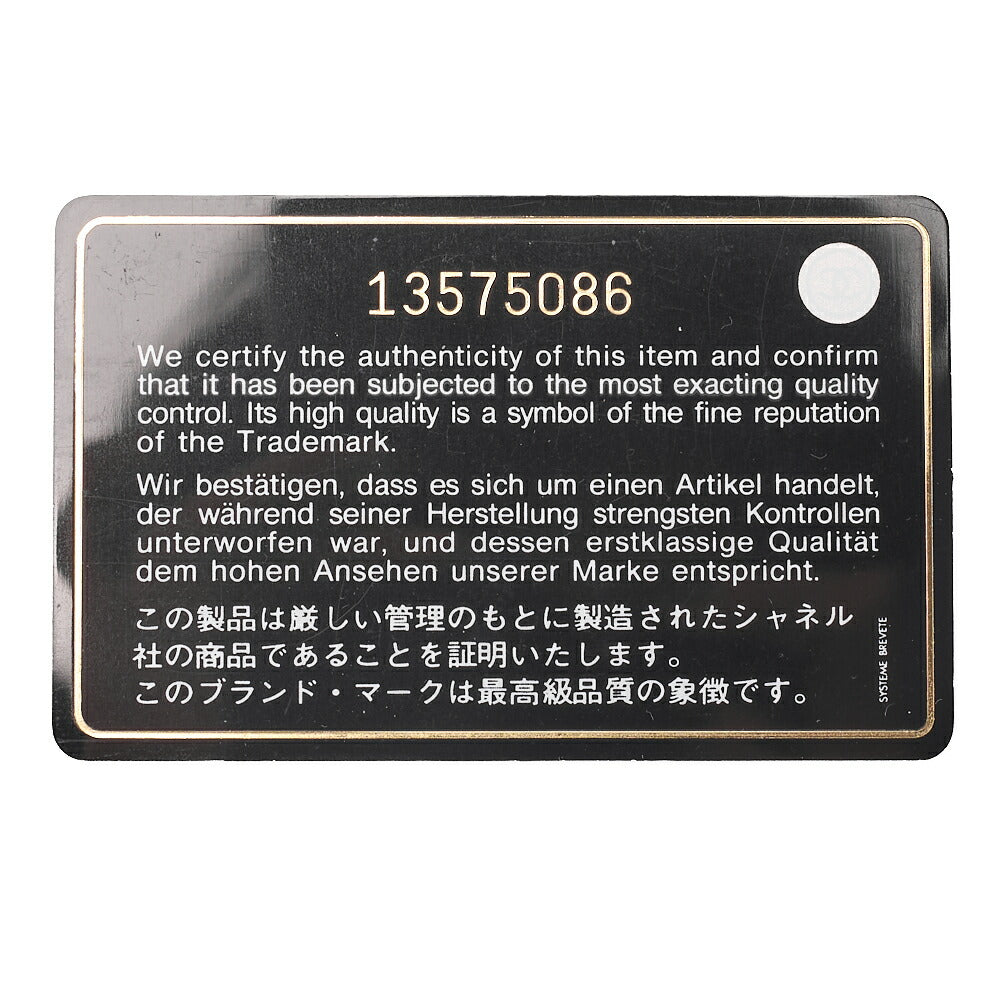 13575086
We certify the authenticity of this item and confirm
that it has been subjected to the most exacting quality
control. Its high quality is a symbol of the fine reputation
of the Trademark.
Wir bestätigen, dass es sich um einen Artikel handelt,
der während seiner Herstellung strengsten Kontrollen
unterworfen war, und dessen erstklassige Qualität
dem hohen Ansehen unserer Marke entspricht.
この製品は厳しい管理のもとに製造されたシャネル
社の商品であることを証明いたします。
このブランド・マークは最高級品質の象徴です。
SYSTEME BREVETE